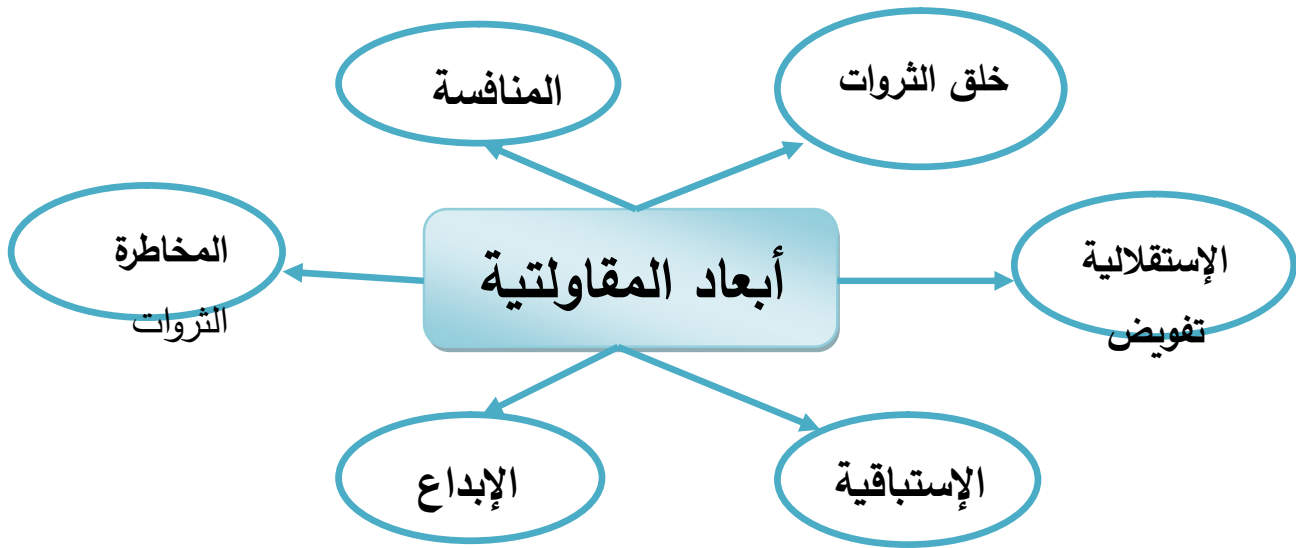 خلق الثروات
المنافسة
الإستقلالية
تفويض
أبعاد المقاولتية
المخاطرة
الثروات
الإستباقية
الإبداع